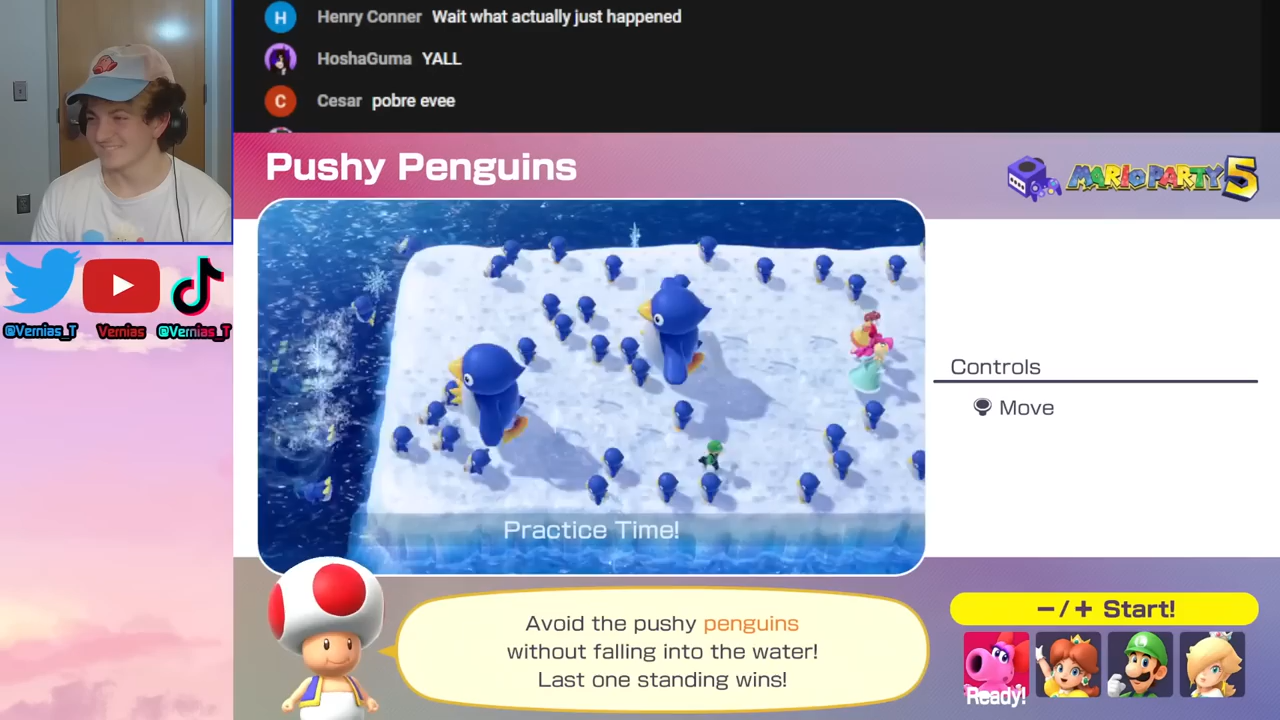 Henry Conner Wait what actually just happened
HoshaGuma YALL
Cesar pobre evee
Pushy Penguins
MARIO PARTY 5
@Vernias_T Vernias @Vernias_T
Controls
Move
Practice Time!
Avoid the pushy penguins
without falling into the water!
Last one standing wins!
−/+ Start!
Ready!